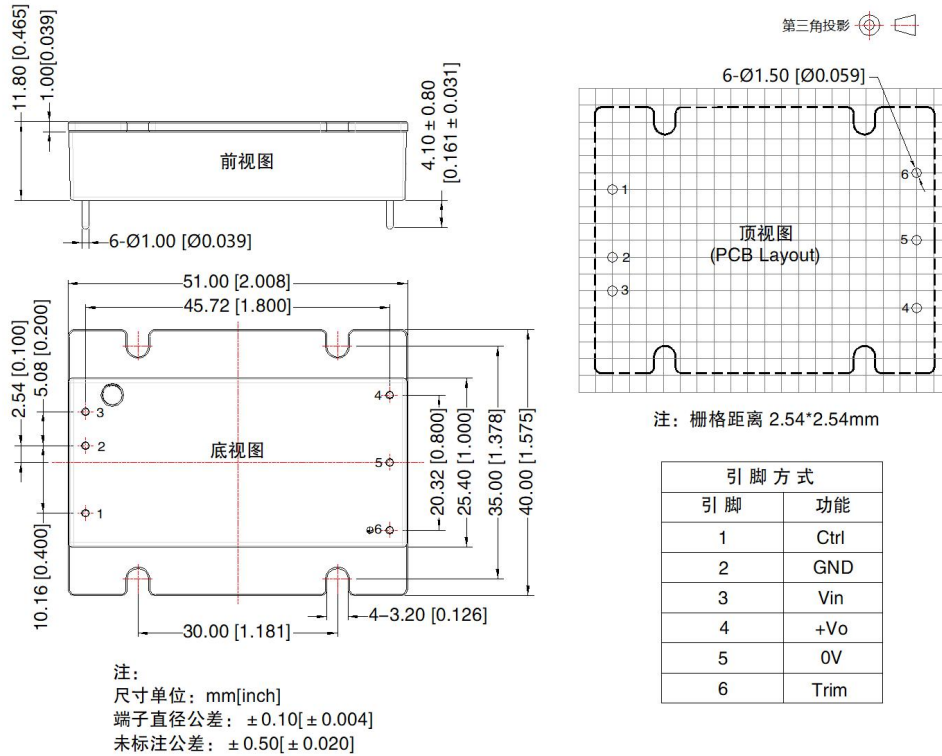 第三角投影
11.80 [0.465]
1.00[0.039]
前视图
4.10 ± 0.80
[0.161 ± 0.031]
6-Ø1.00 [Ø0.039]
6-Ø1.50 [Ø0.059]
1
2
3
6
5
4
顶视图
(PCB Layout)
注：栅格距离 2.54*2.54mm
51.00 [2.008]
45.72 [1.800]
2.54 [0.100]
5.08 [0.200]
10.16 [0.400]
3
2
1
底视图
4
5
6
20.32 [0.800]
25.40 [1.000]
35.00 [1.378]
40.00 [1.575]
4–3.20 [0.126]
30.00 [1.181]
引脚方式
引脚 功能
1 Ctrl
2 GND
3 Vin
4 +Vo
5 0V
6 Trim
注：
尺寸单位：mm[inch]
端子直径公差：±0.10[±0.004]
未标注公差：±0.50[±0.020]